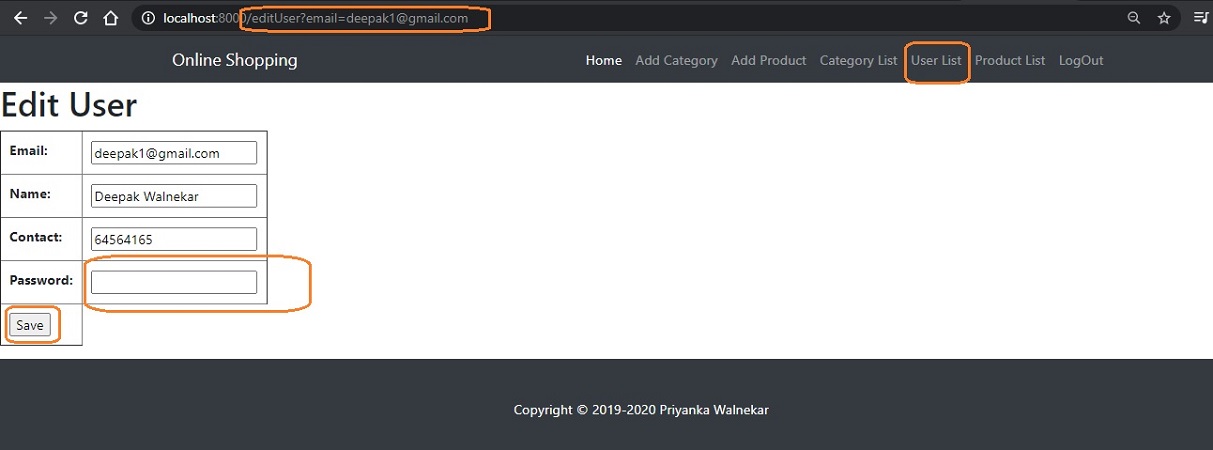 localhost:8000/editUser?email=deepak1@gmail.com
Online Shopping Home Add Category Add Product Category List User List Product List LogOut
Edit User
Email: deepak1@gmail.com
Name: Deepak Walnekar
Contact: 64564165
Password:
Save
Copyright © 2019-2020 Priyanka Walnekar